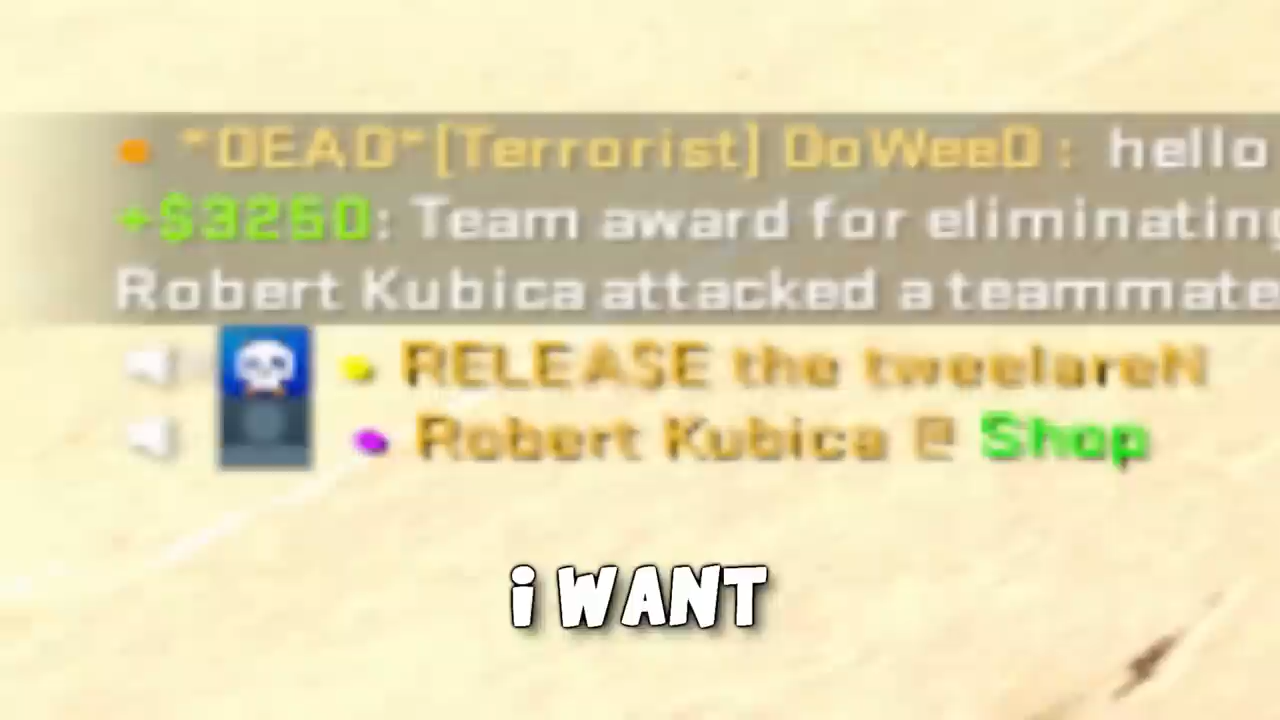 *DEAD*[Terrorist] DoWeeD : hello
+$3250: Team award for eliminating
Robert Kubica attacked a teammate
RELEASE the tweelareN
Robert Kubica @ Shop
i WANT